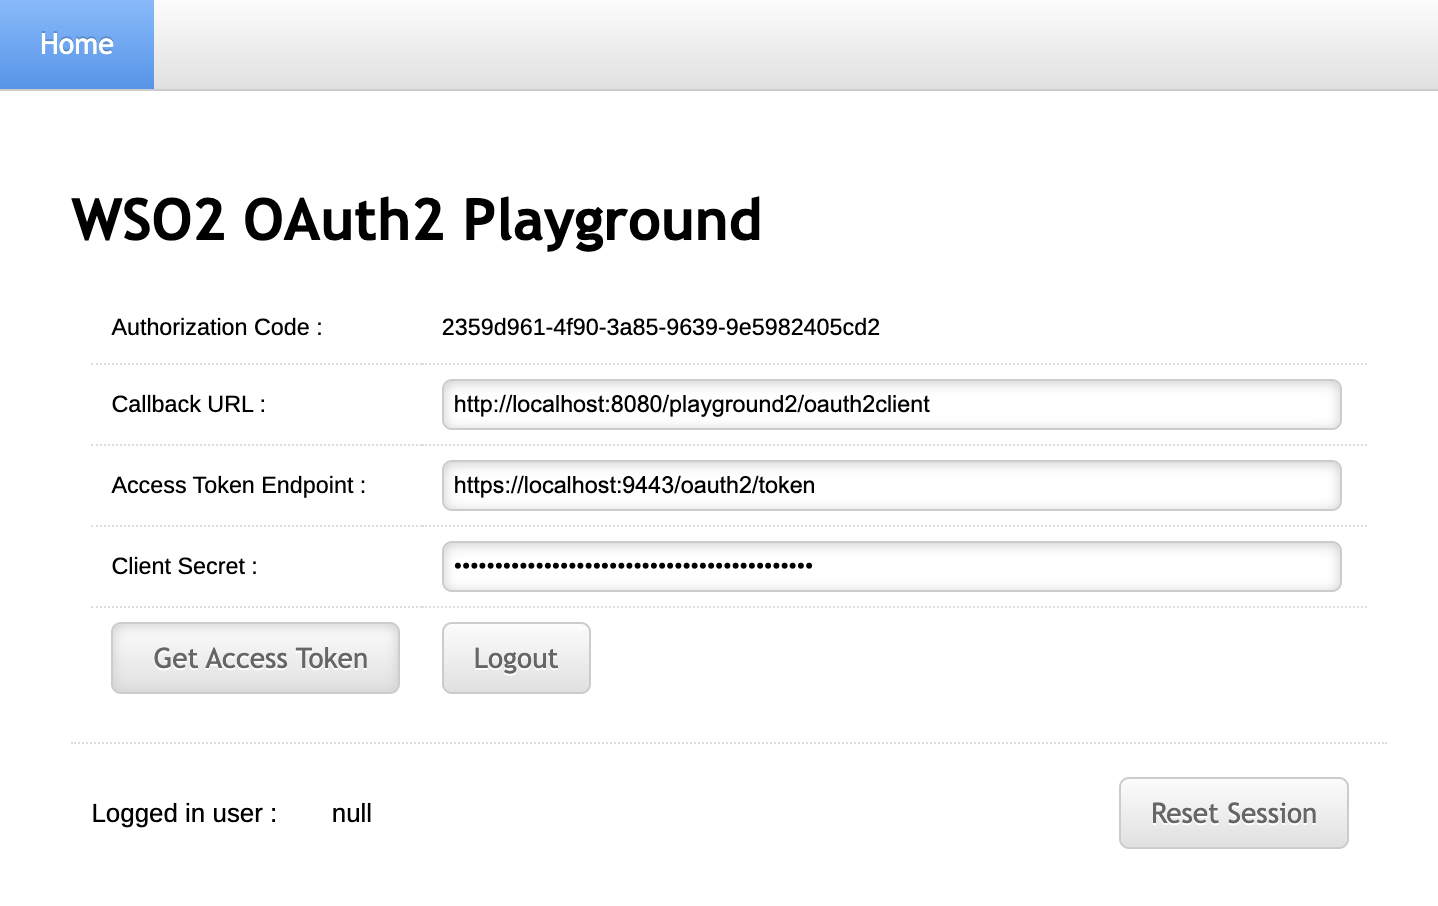 Home
WSO2 OAuth2 Playground
Authorization Code : 2359d961-4f90-3a85-9639-9e5982405cd2
Callback URL : http://localhost:8080/playground2/oauth2client
Access Token Endpoint : https://localhost:9443/oauth2/token
Client Secret : ••••••••••••••••••••••••••••••••••••••••••••
Get Access Token Logout
Logged in user : null Reset Session